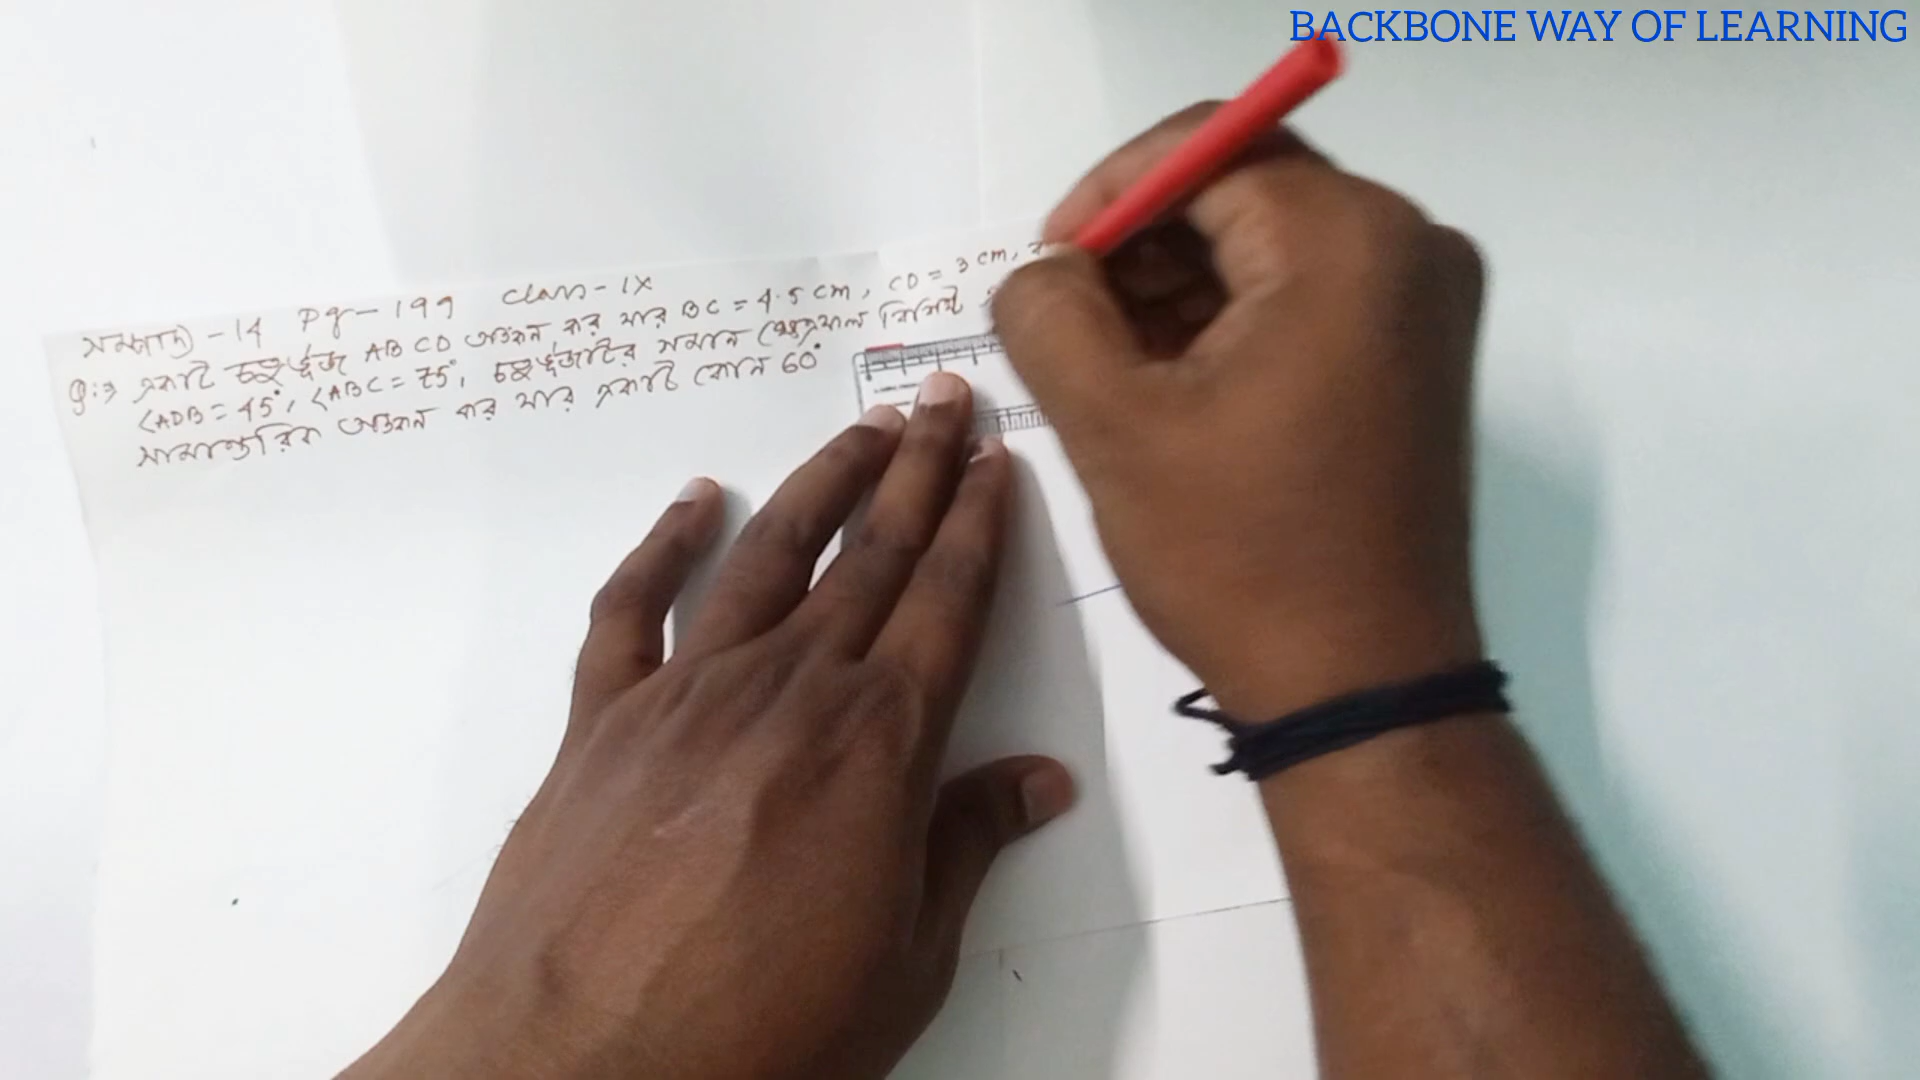 BACKBONE WAY OF LEARNING
সম্পাদ্য - 14 Pg - 199 Class - IX
Q:→ একটি চতুর্ভুজ ABCD অঙ্কন কর যার BC = 4.5 cm, CD = 3 cm,
∠ADB = 45°, ∠ABC = 75°, চতুর্ভুজটির সমান ক্ষেত্রফল বিশিষ্ট
সামান্তরিক অঙ্কন কর যার একটি কোন 60°